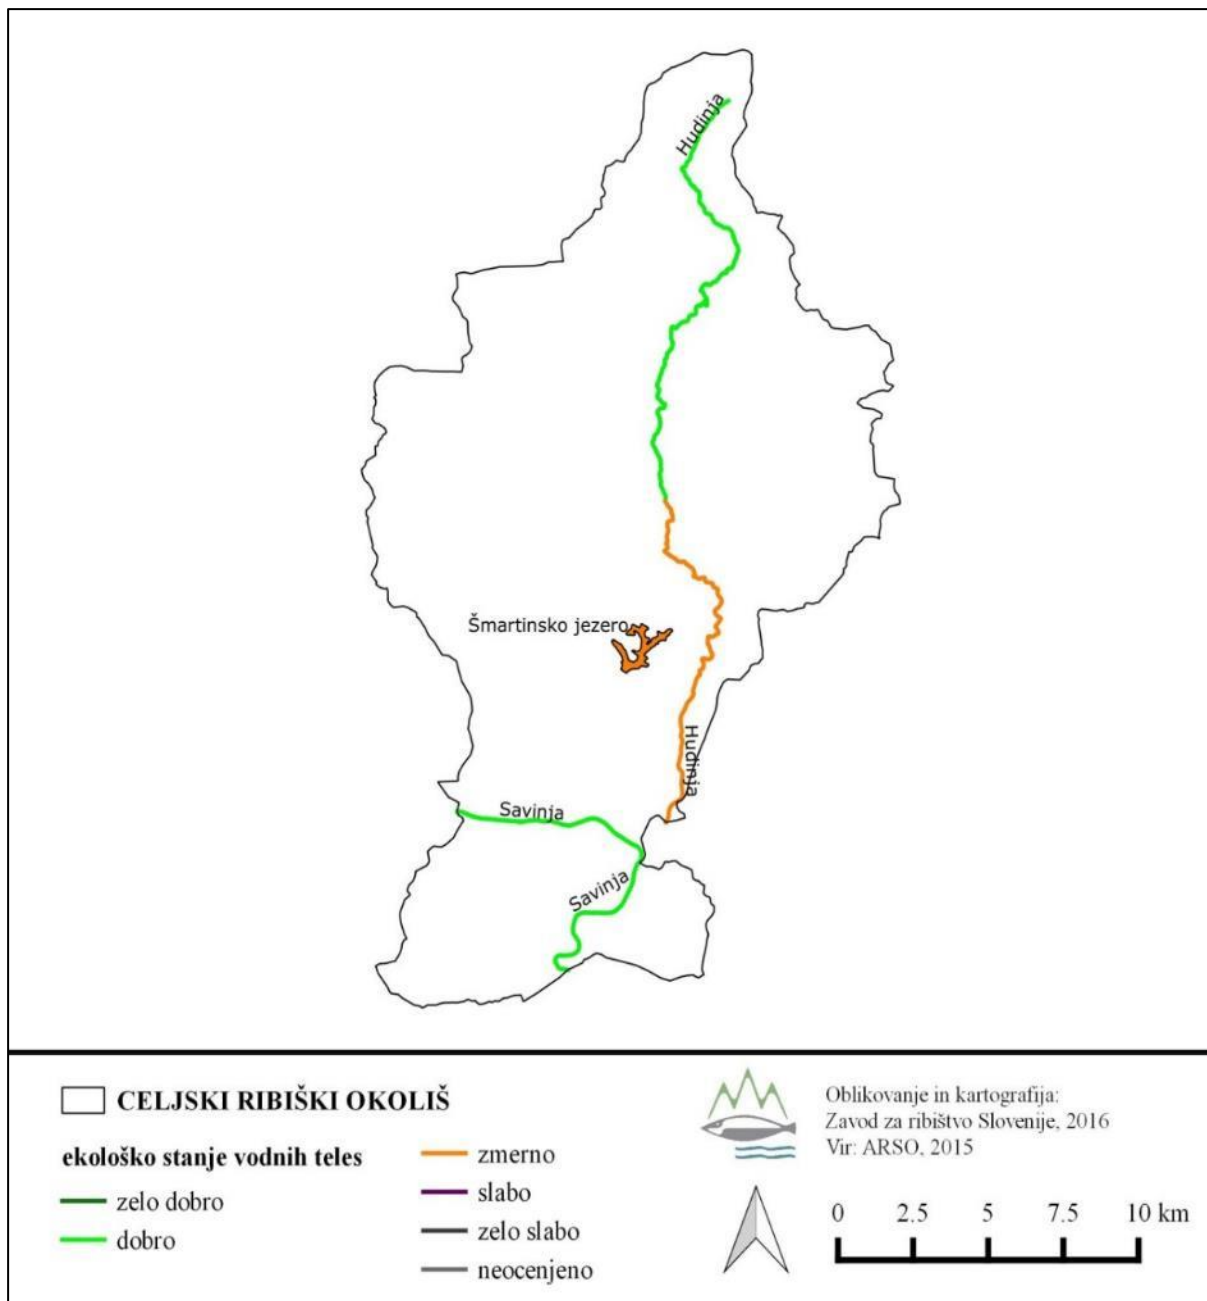 Hudinja
Šmartinsko jezero
Hudinja
Savinja
Savinja
CELJSKI RIBIŠKI OKOLIŠ
ekološko stanje vodnih teles
zelo dobro
dobro
zmerno
slabo
zelo slabo
neocenjeno
Oblikovanje in kartografija:
Zavod za ribištvo Slovenije, 2016
Vir: ARSO, 2015
0 2.5 5 7.5 10 km